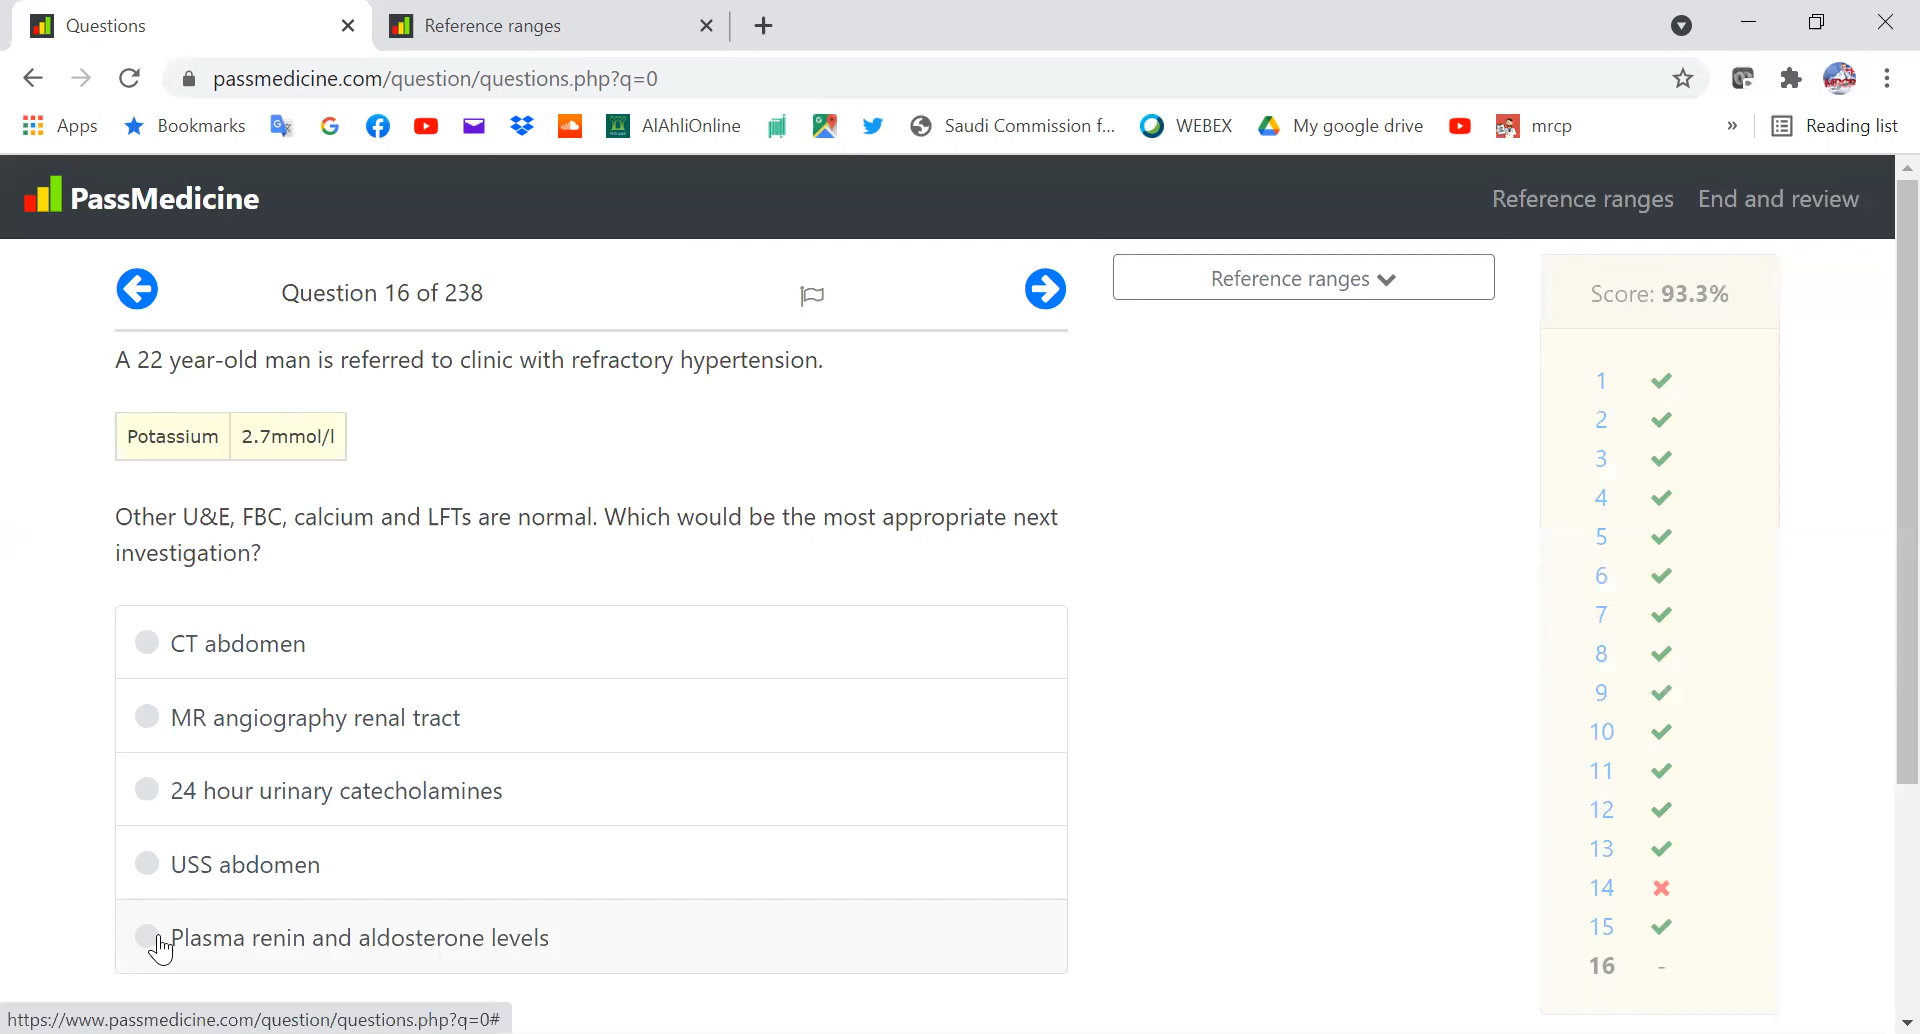 Questions
Reference ranges
passmedicine.com/question/questions.php?q=0
Apps
Bookmarks
AlAhliOnline
Saudi Commission f...
WEBEX
My google drive
mrcp
»
Reading list
PassMedicine
Reference ranges
End and review
Question 16 of 238
Reference ranges
Score: 93.3%
A 22 year-old man is referred to clinic with refractory hypertension.
Potassium 2.7mmol/l
Other U&E, FBC, calcium and LFTs are normal. Which would be the most appropriate next
investigation?
CT abdomen
MR angiography renal tract
24 hour urinary catecholamines
USS abdomen
Plasma renin and aldosterone levels
1
2
3
4
5
6
7
8
9
10
11
12
13
14
15
16 -
https://www.passmedicine.com/question/questions.php?q=0#